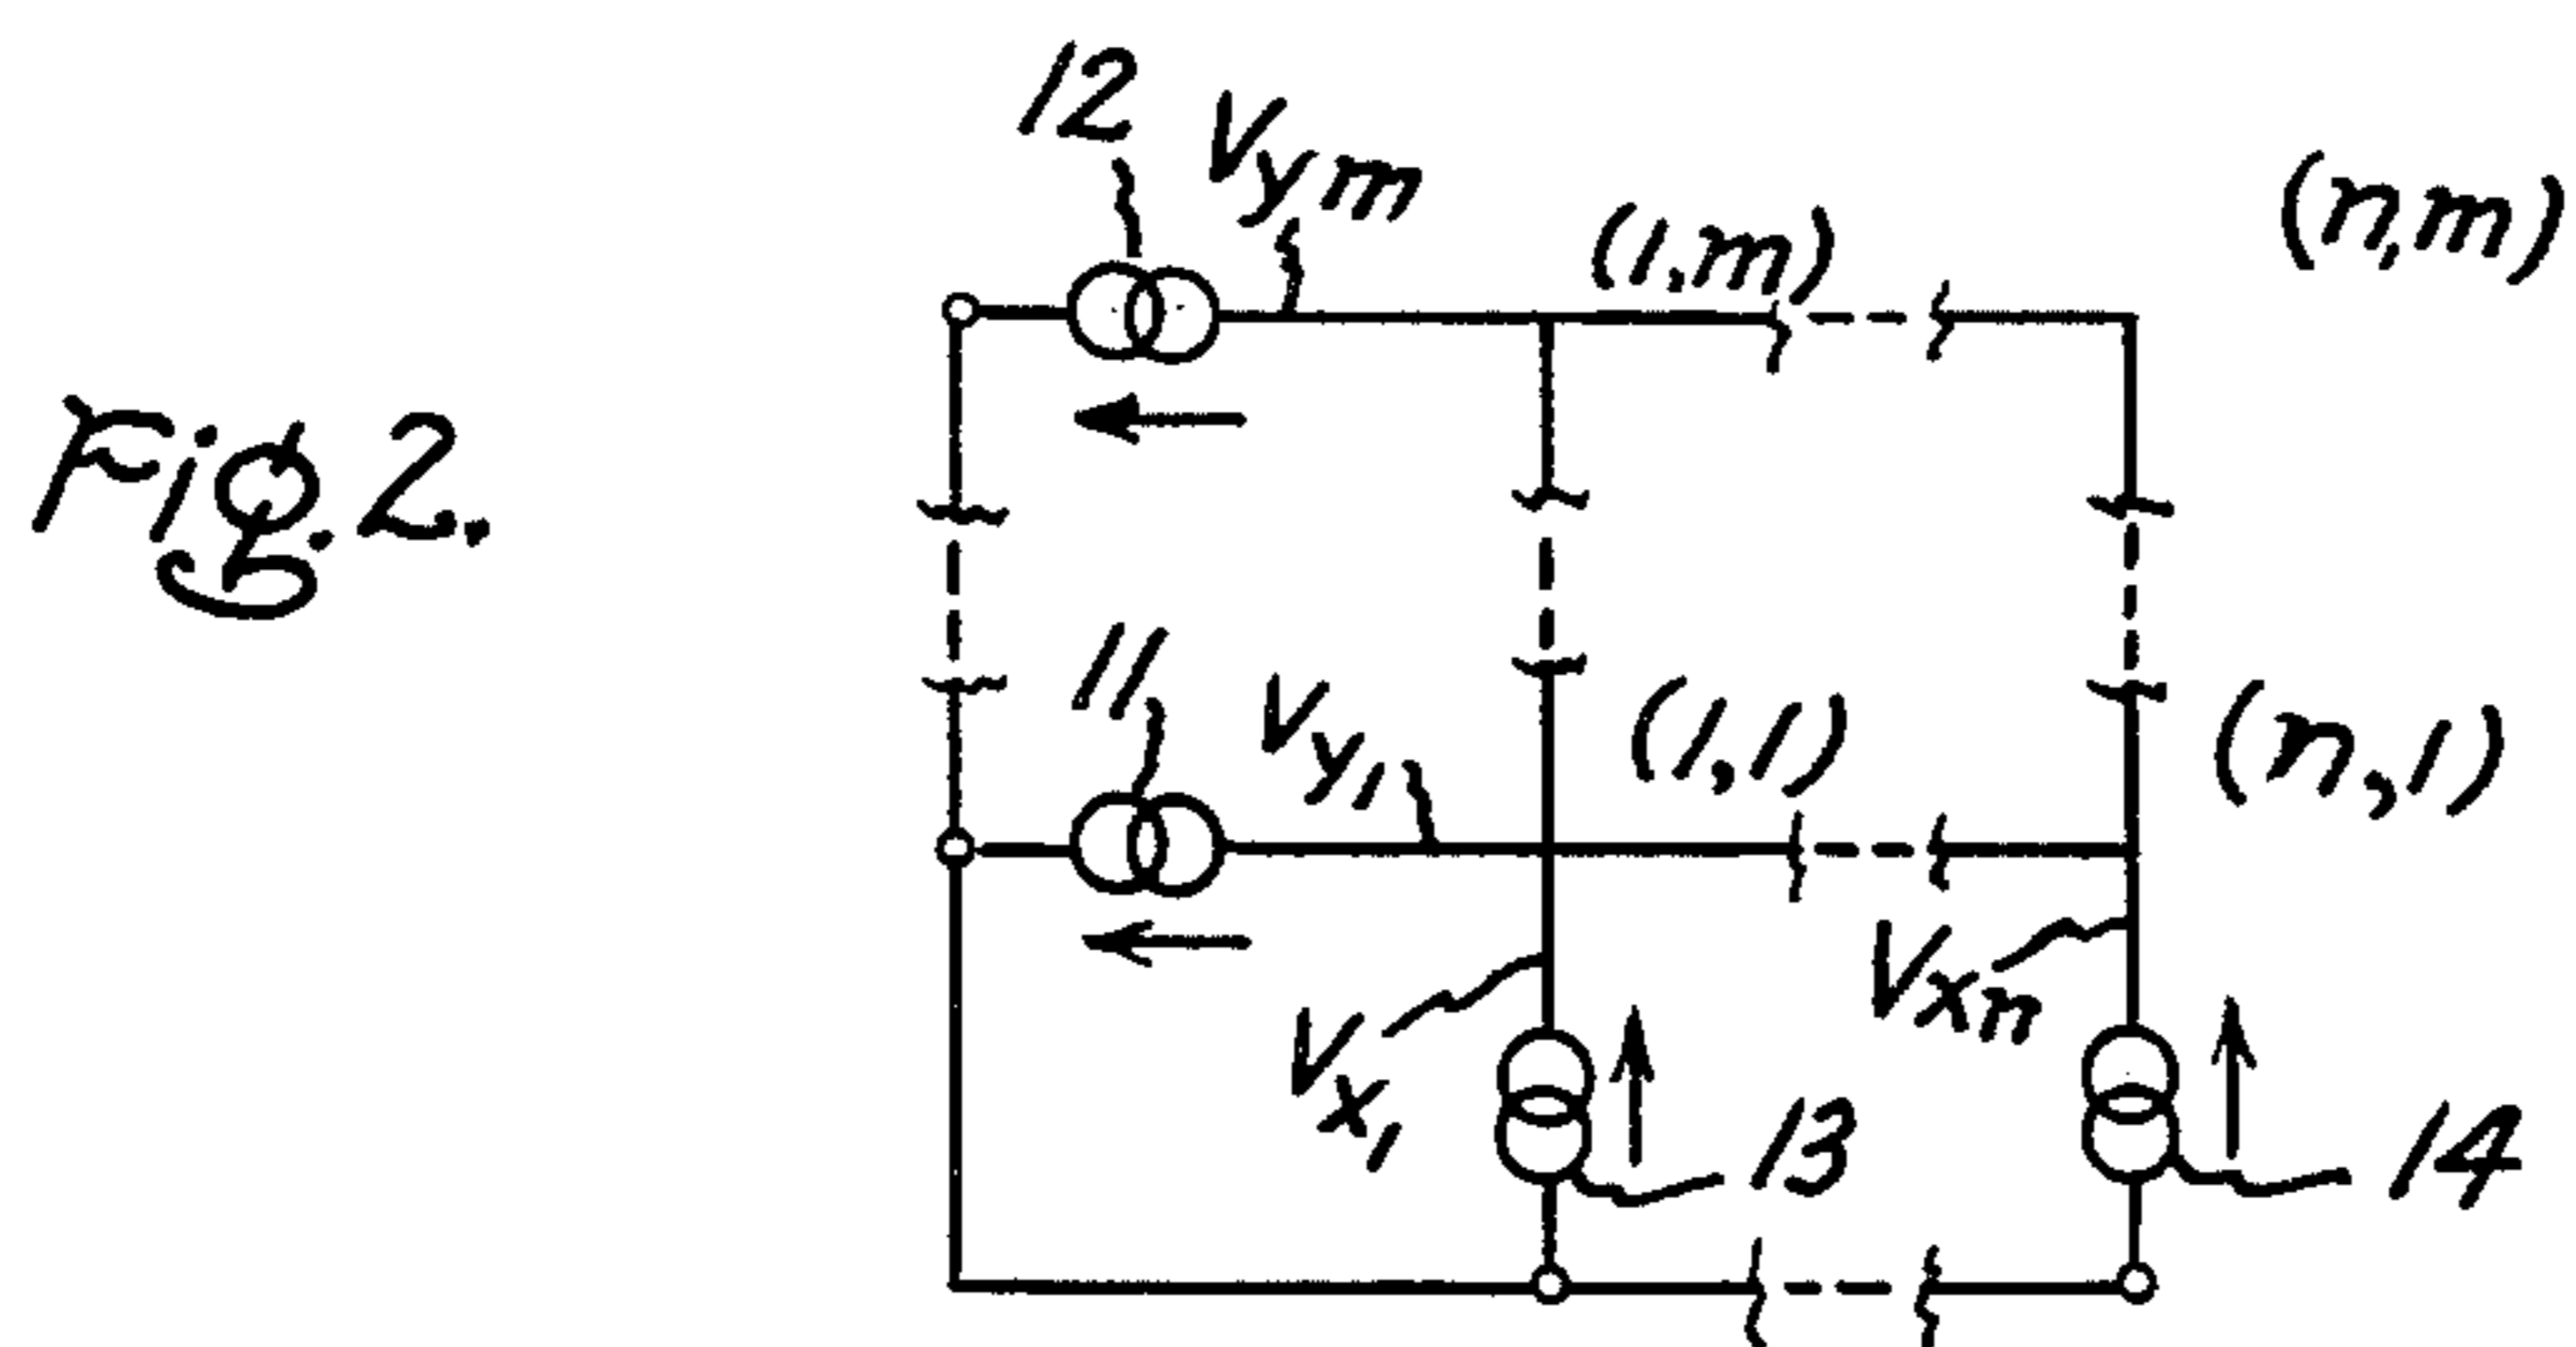 12
Vym
(1,m)
(n,m)
Fig. 2.
11
Vy1
(1,1)
(n,1)
Vx1
Vxn
13
14